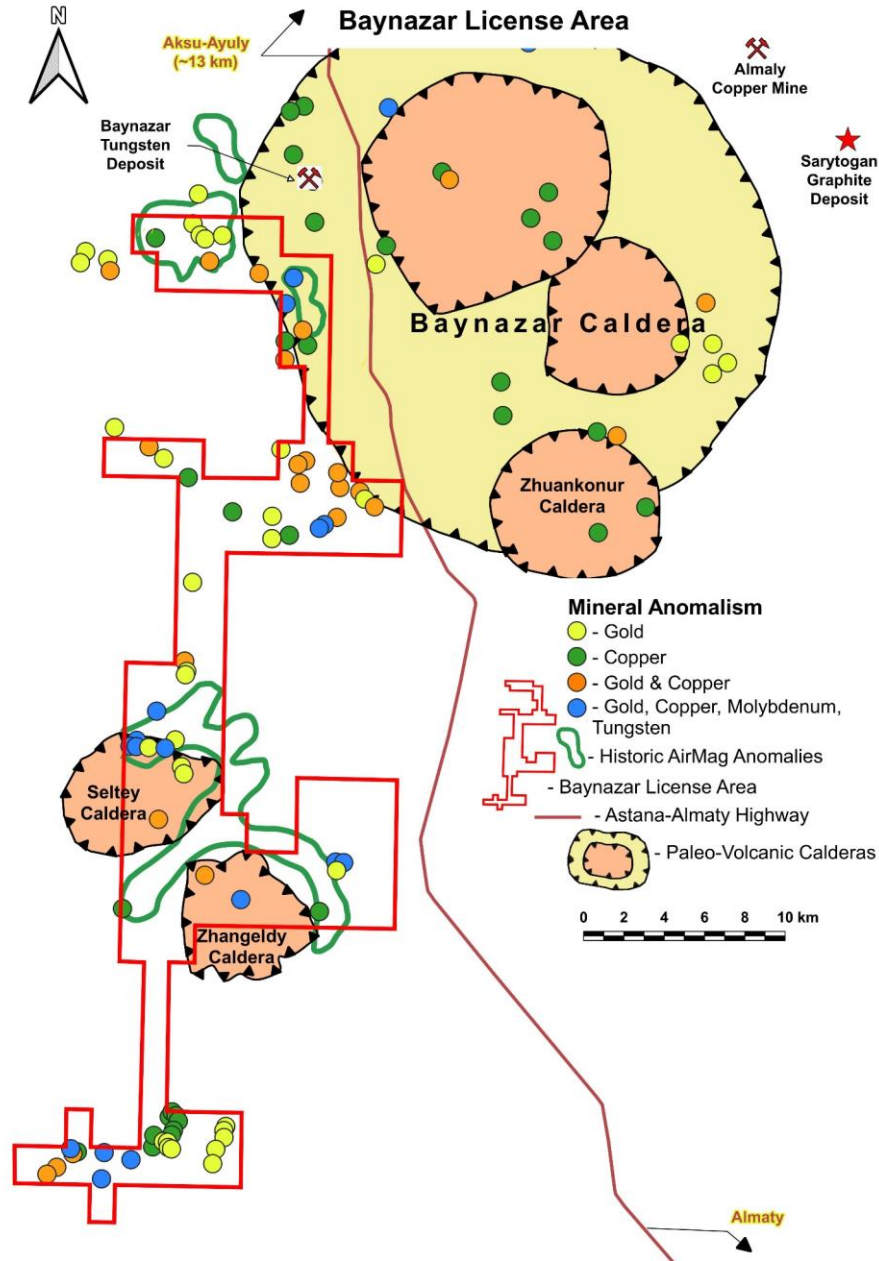 Baynazar License Area
N
Aksu-Ayuly
(~13 km)
Almaly
Copper Mine
Baynazar
Tungsten
Deposit
Sarytogan
Graphite
Deposit
Baynazar Caldera
Zhuankonur
Caldera
Mineral Anomalism
- Gold
- Copper
- Gold & Copper
- Gold, Copper, Molybdenum,
Tungsten
- Historic AirMag Anomalies
- Baynazar License Area
- Astana-Almaty Highway
- Paleo-Volcanic Calderas
0 2 4 6 8 10 km
Seltey
Caldera
Zhangeldy
Caldera
Almaty